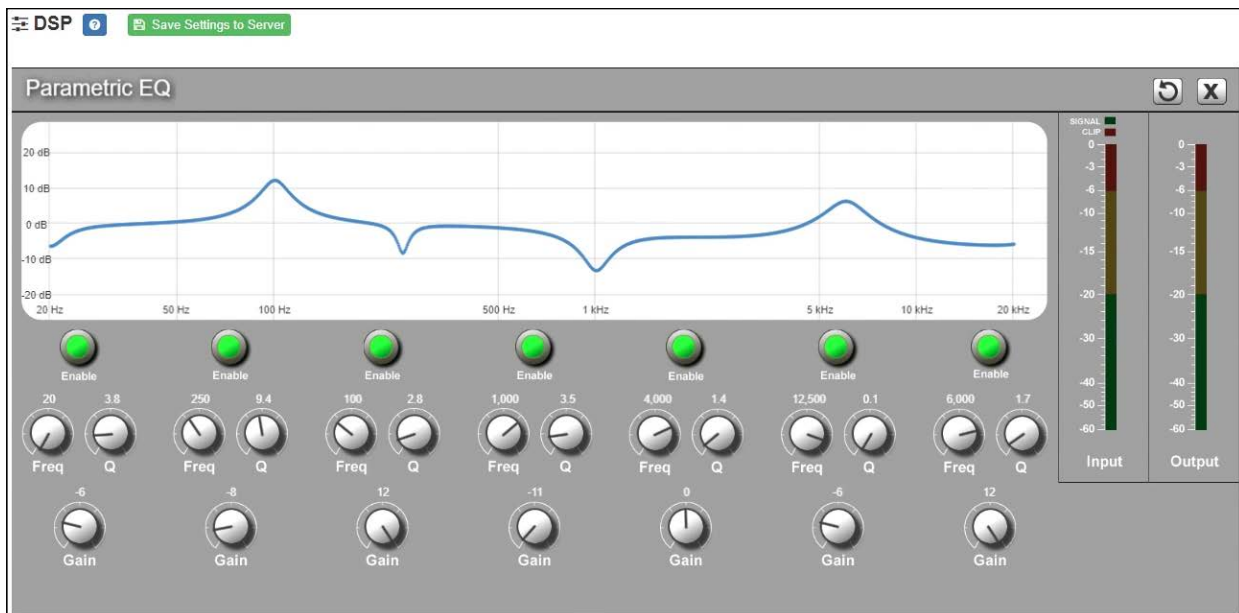 DSP ? Save Settings to Server
Parametric EQ X
20 dB
10 dB
0 dB
-10 dB
-20 dB
20 Hz 50 Hz 100 Hz 500 Hz 1 kHz 5 kHz 10 kHz 20 kHz
SIGNAL
CLIP
0 0
-3 -3
-6 -6
-10 -10
-15 -15
-20 -20
-30 -30
-40 -40
-50 -50
-60 -60
Input Output
Enable Enable Enable Enable Enable Enable Enable
20 3.8 250 9.4 100 2.8 1,000 3.5 4,000 1.4 12,500 0.1 6,000 1.7
Freq Q Freq Q Freq Q Freq Q Freq Q Freq Q Freq Q
-6 -8 12 -11 0 -6 12
Gain Gain Gain Gain Gain Gain Gain